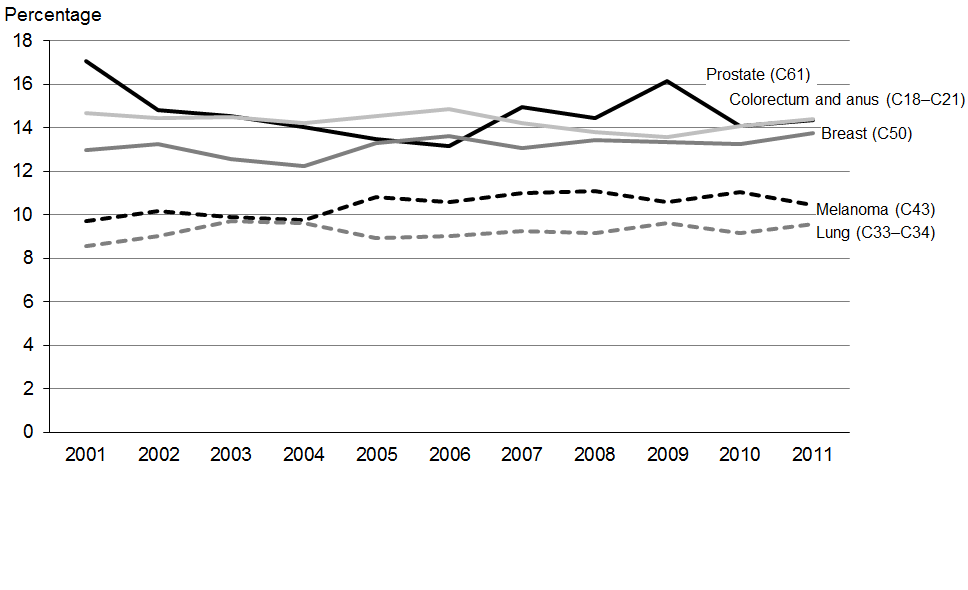 Percentage
18
16
14
12
10
8
6
4
2
0
Prostate (C61)
Colorectum and anus (C18–C21)
Breast (C50)
Melanoma (C43)
Lung (C33–C34)
2001 2002 2003 2004 2005 2006 2007 2008 2009 2010 2011